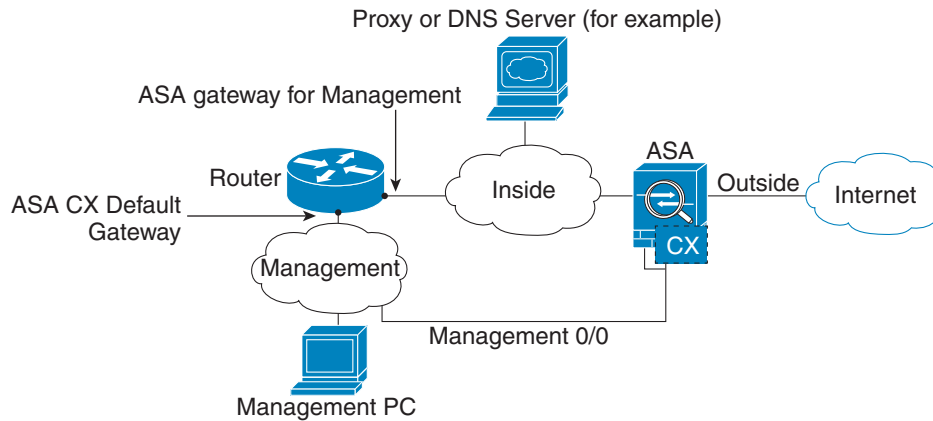 Proxy or DNS Server (for example)
ASA gateway for Management
ASA
Router
Inside
Outside
Internet
ASA CX Default
Gateway
CX
Management
Management 0/0
Management PC